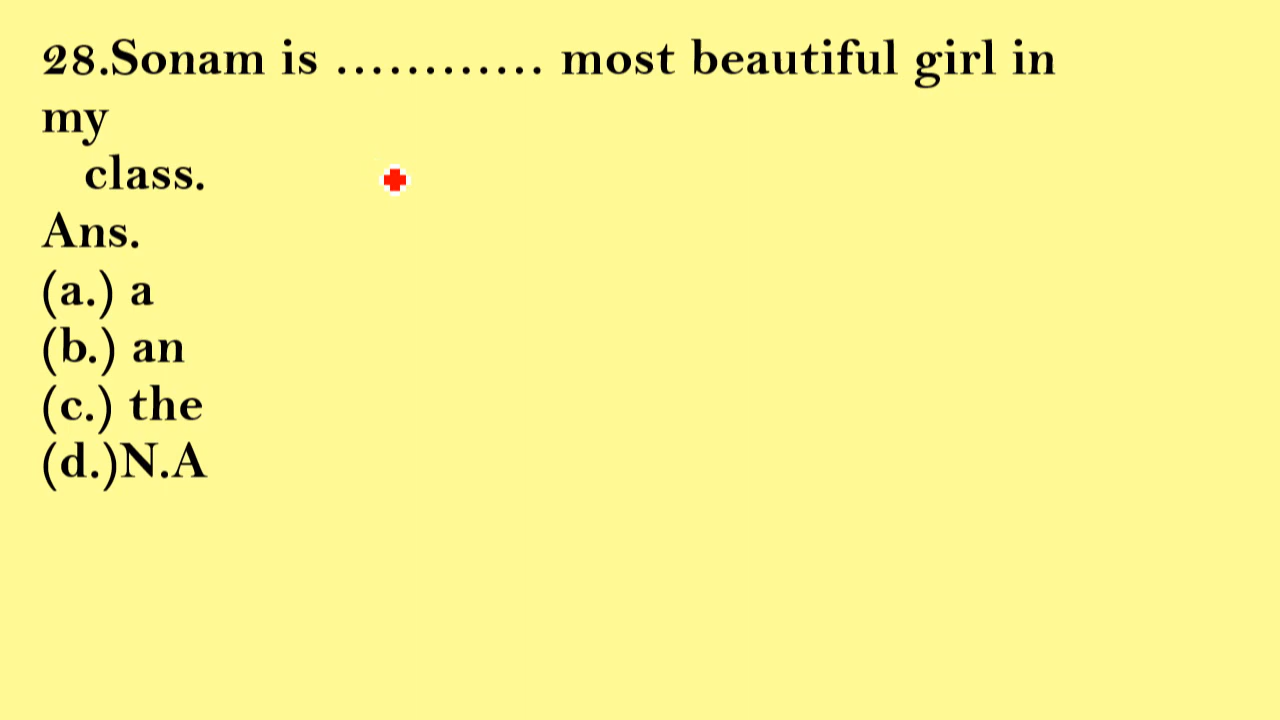 28.Sonam is ............ most beautiful girl in
my
class.
Ans.
(a.) a
(b.) an
(c.) the
(d.)N.A